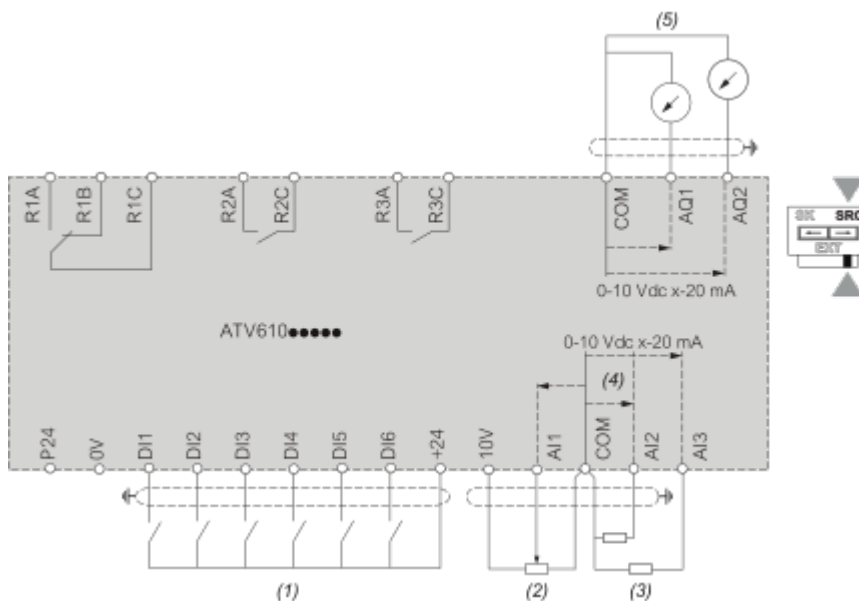 (5)
R1A R1B R1C R2A R2C R3A R3C COM AQ1 AQ2
SK SRC
EXT
0-10 Vdc x-20 mA
ATV610●●●●●
0-10 Vdc x-20 mA
(4)
P24 0V DI1 DI2 DI3 DI4 DI5 DI6 +24 10V AI1 COM AI2 AI3
(1) (2) (3)